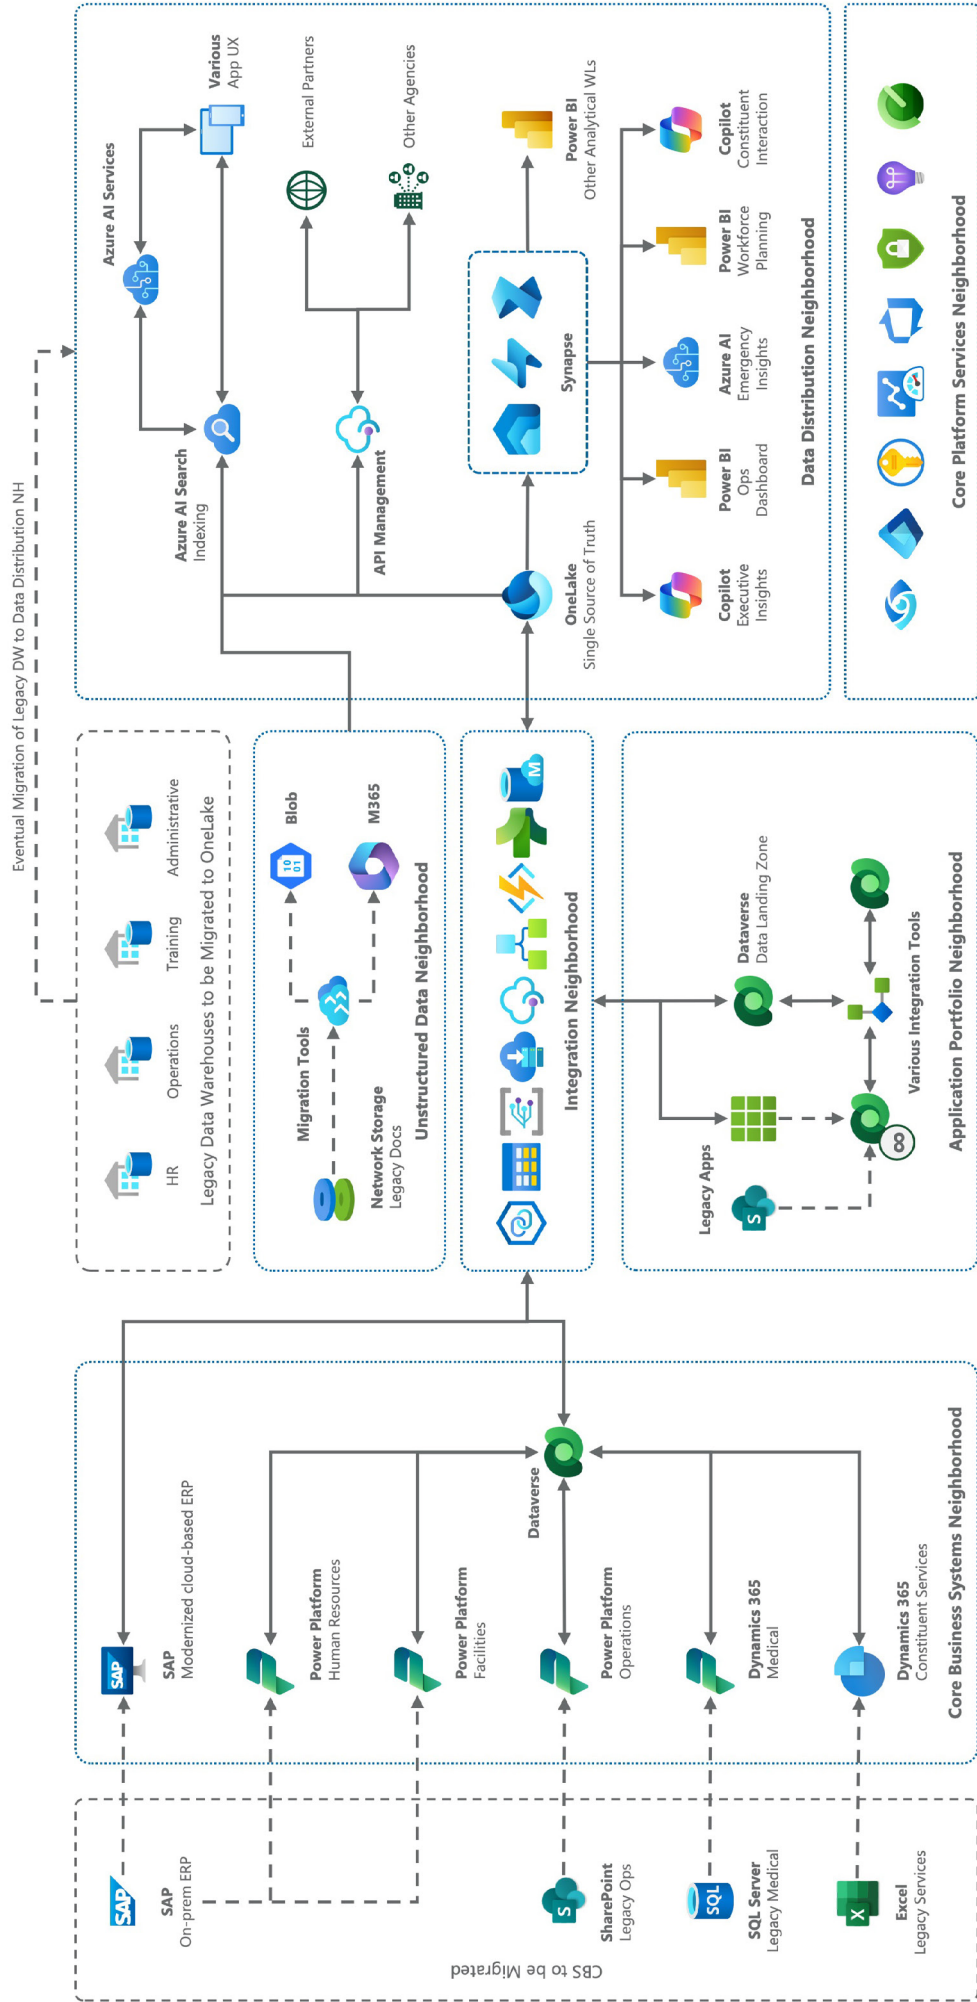 Eventual Migration of Legacy DW to Data Distribution NH
CBS to be Migrated
SAP
SAP
On-prem ERP
S
SharePoint
Legacy Ops
SQL
SQL Server
Legacy Medical
X
Excel
Legacy Services
SAP
SAP
Modernized cloud-based ERP
Power Platform
Human Resources
Power Platform
Facilities
Power Platform
Operations
Dynamics 365
Medical
Dynamics 365
Constituent Services
Dataverse
Core Business Systems Neighborhood
HR
Operations
Training
Administrative
Legacy Data Warehouses to be Migrated to OneLake
Network Storage
Legacy Docs
Migration Tools
10
01
Blob
M365
Unstructured Data Neighborhood
M
Integration Neighborhood
Legacy Apps
S
Dataverse
Data Landing Zone
Various Integration Tools
Application Portfolio Neighborhood
Azure AI Services
Various
App UX
Azure AI Search
Indexing
External Partners
Other Agencies
API Management
OneLake
Single Source of Truth
Synapse
Power BI
Other Analytical WLs
Copilot
Executive
Insights
Power BI
Ops
Dashboard
Azure AI
Emergency
Insights
Power BI
Workforce
Planning
Copilot
Constituent
Interaction
Data Distribution Neighborhood
Core Platform Services Neighborhood